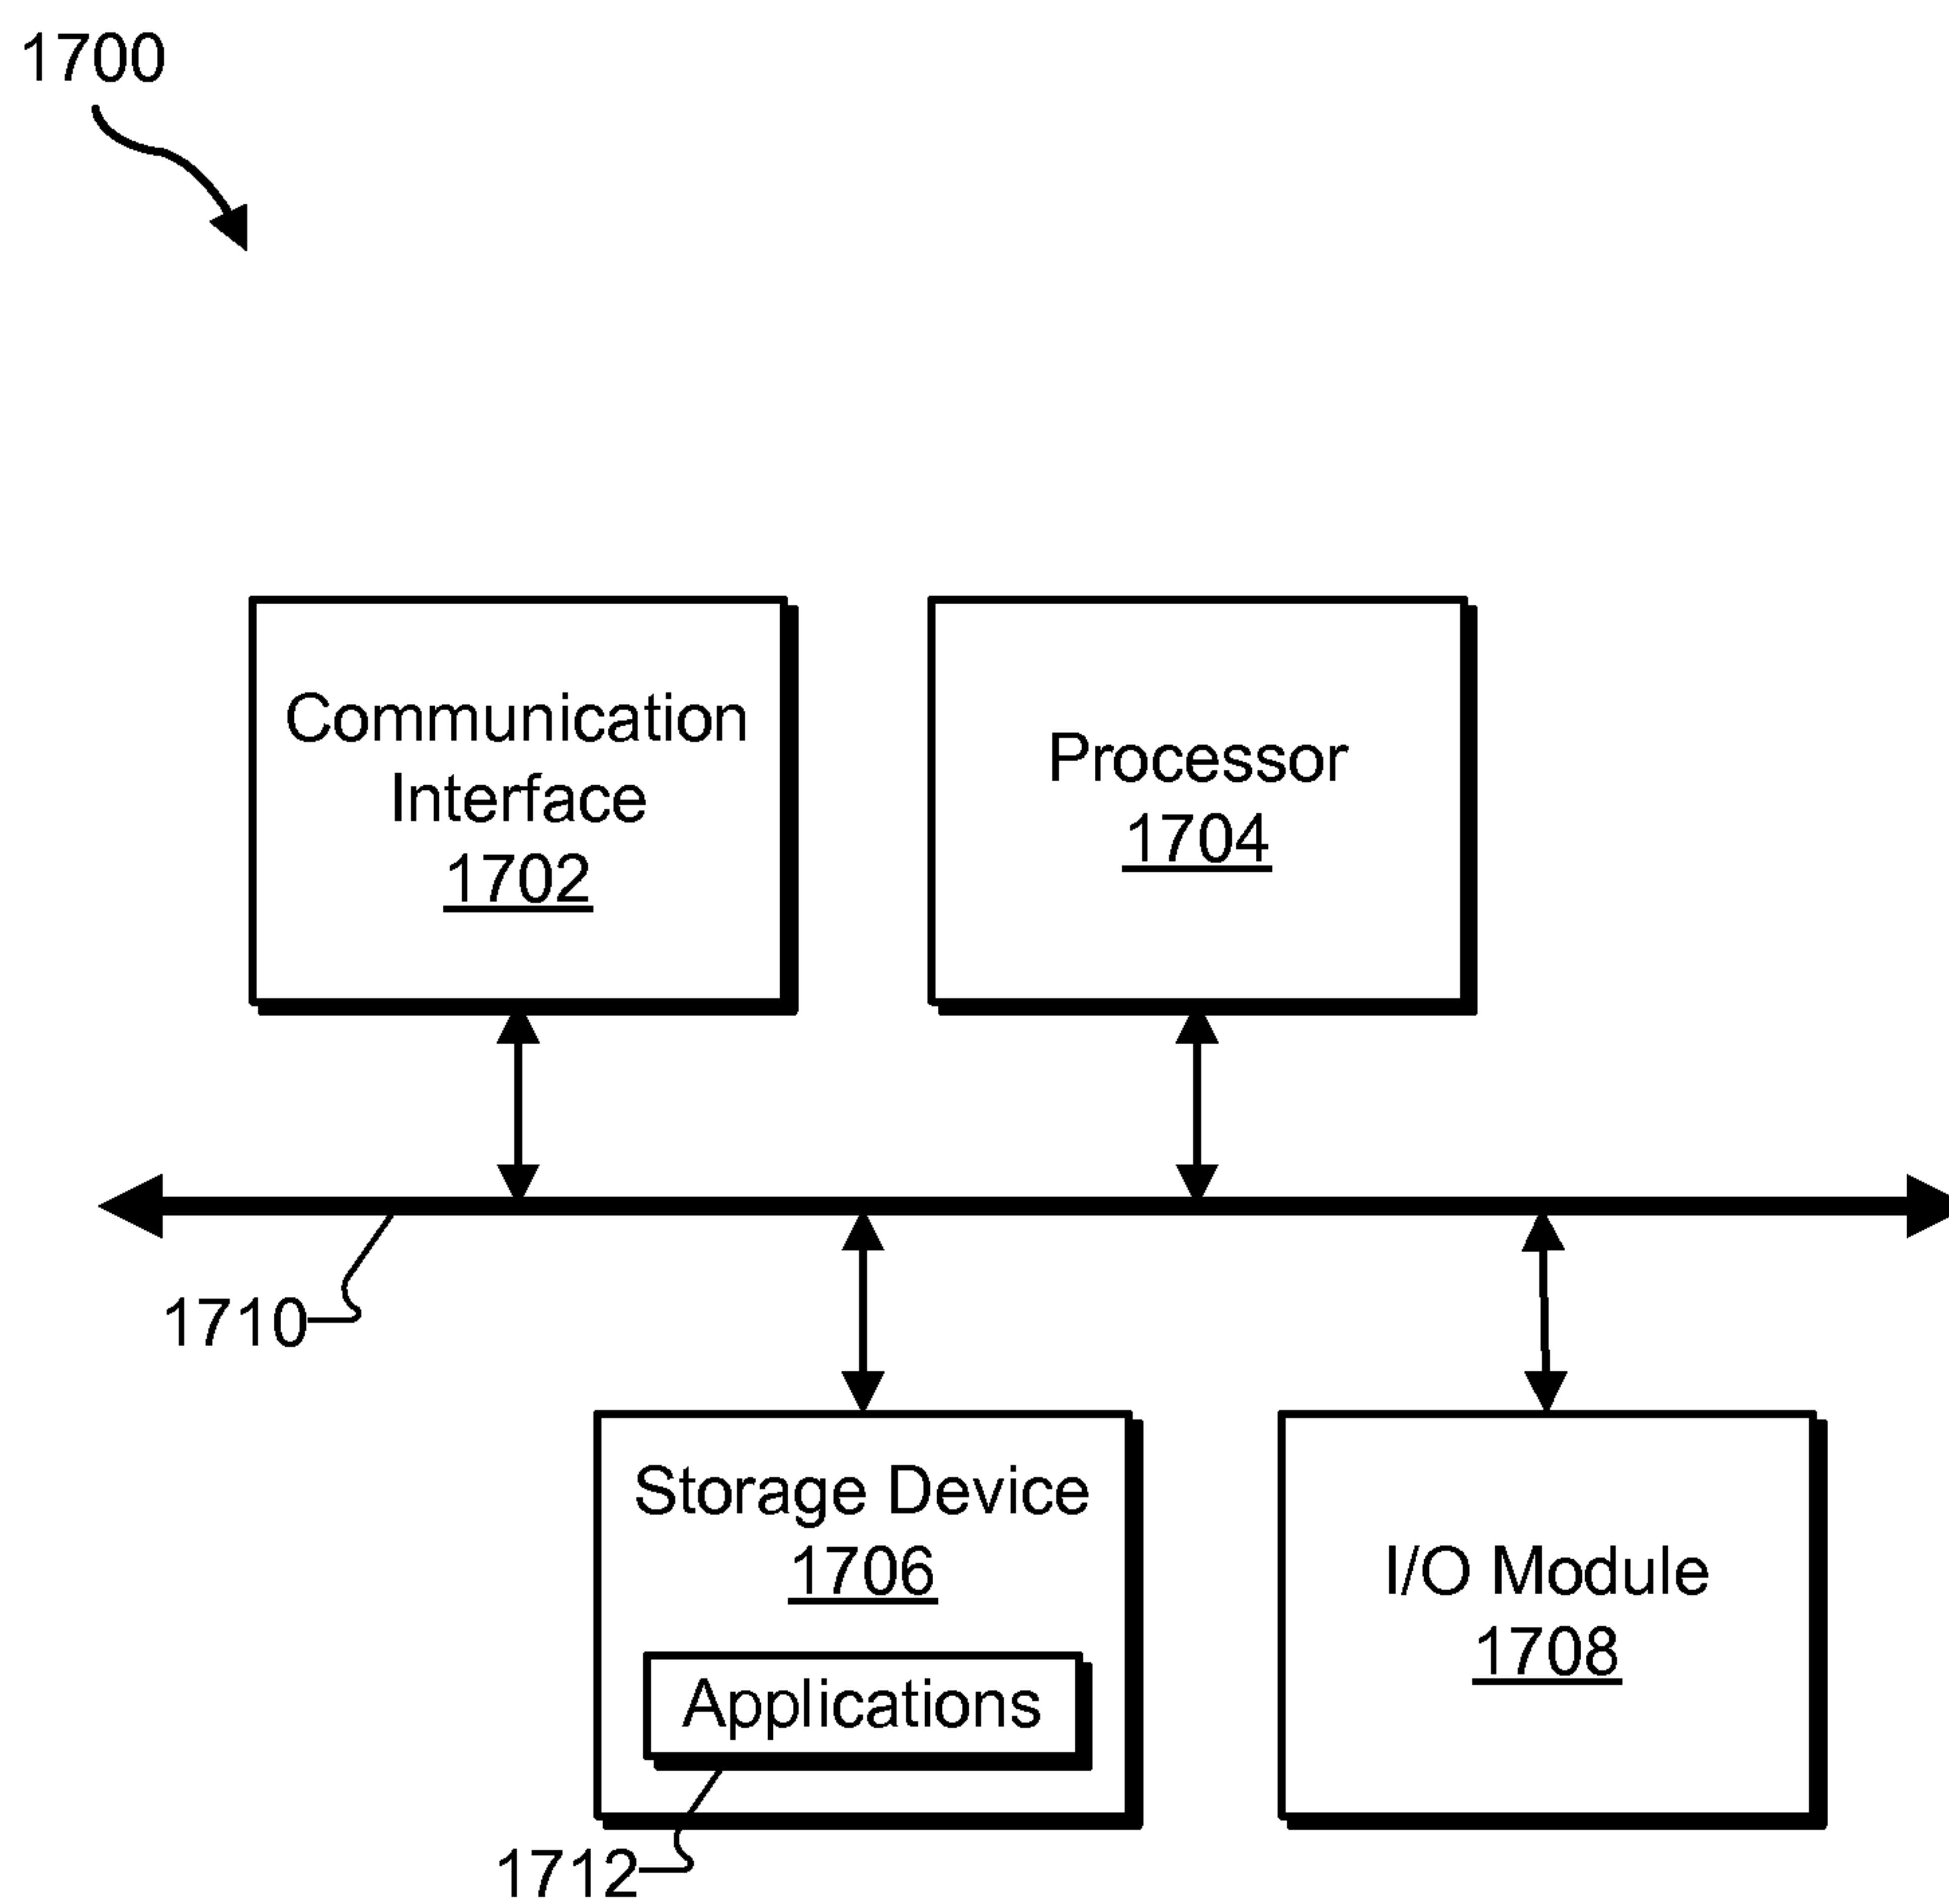 1700
Communication
Interface
1702
Processor
1704
1710
Storage Device
1706
Applications
1712
I/O Module
1708